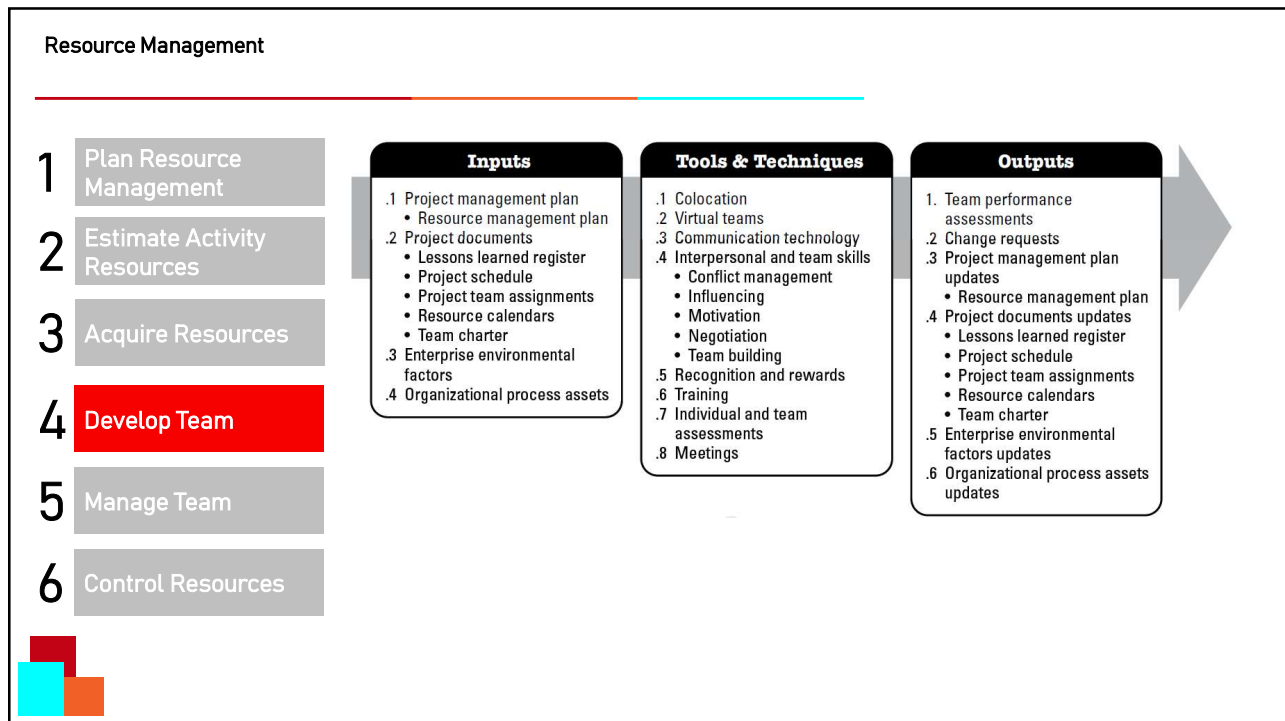 Resource Management
1
Plan Resource
Management
2
Estimate Activity
Resources
3
Acquire Resources
4
Develop Team
5
Manage Team
6
Control Resources
Inputs
.1 Project management plan
• Resource management plan
.2 Project documents
• Lessons learned register
• Project schedule
• Project team assignments
• Resource calendars
• Team charter
.3 Enterprise environmental
factors
.4 Organizational process assets
Tools & Techniques
.1 Colocation
.2 Virtual teams
.3 Communication technology
.4 Interpersonal and team skills
• Conflict management
• Influencing
• Motivation
• Negotiation
• Team building
.5 Recognition and rewards
.6 Training
.7 Individual and team
assessments
.8 Meetings
Outputs
1. Team performance
assessments
.2 Change requests
.3 Project management plan
updates
• Resource management plan
.4 Project documents updates
• Lessons learned register
• Project schedule
• Project team assignments
• Resource calendars
• Team charter
.5 Enterprise environmental
factors updates
.6 Organizational process assets
updates